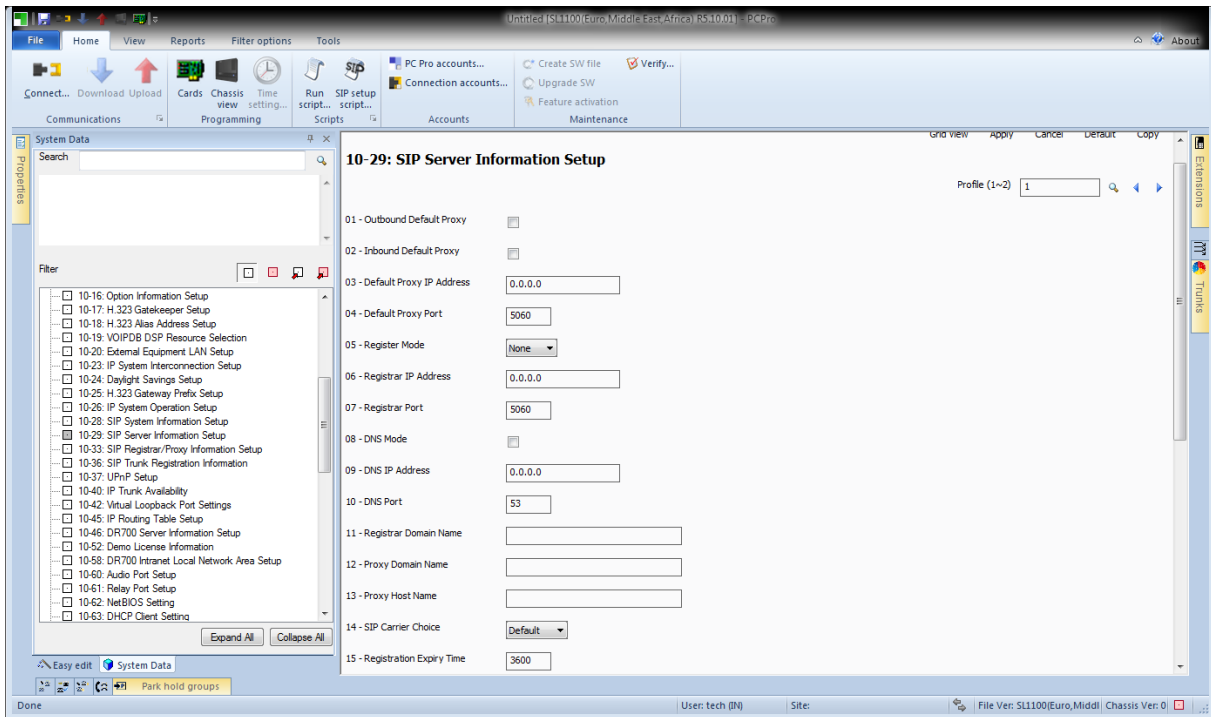 Untitled [SL1100(Euro,Middle East,Africa) R5.10.01] - PCPro
File Home View Reports Filter options Tools About
Connect... Download Upload Cards Chassis view Time setting... Run script... SIP setup script...
PC Pro accounts...
Connection accounts...
C* Create SW file
Upgrade SW
Feature activation
Verify...
Communications Programming Scripts Accounts Maintenance
Properties
System Data
Search
Filter
10-16: Option Information Setup
10-17: H.323 Gatekeeper Setup
10-18: H.323 Alias Address Setup
10-19: VOIPDB DSP Resource Selection
10-20: External Equipment LAN Setup
10-23: IP System Interconnection Setup
10-24: Daylight Savings Setup
10-25: H.323 Gateway Prefix Setup
10-26: IP System Operation Setup
10-28: SIP System Information Setup
10-29: SIP Server Information Setup
10-33: SIP Registrar/Proxy Information Setup
10-36: SIP Trunk Registration Information
10-37: UPnP Setup
10-40: IP Trunk Availability
10-42: Virtual Loopback Port Settings
10-45: IP Routing Table Setup
10-46: DR700 Server Information Setup
10-52: Demo License Information
10-58: DR700 Intranet Local Network Area Setup
10-60: Audio Port Setup
10-61: Relay Port Setup
10-62: NetBIOS Setting
10-63: DHCP Client Setting
Expand All Collapse All
Easy edit System Data
Park hold groups
Grid View Apply Cancel Default Copy
10-29: SIP Server Information Setup
Profile (1~2) 1
01 - Outbound Default Proxy
02 - Inbound Default Proxy
03 - Default Proxy IP Address 0.0.0.0
04 - Default Proxy Port 5060
05 - Register Mode None
06 - Registrar IP Address 0.0.0.0
07 - Registrar Port 5060
08 - DNS Mode
09 - DNS IP Address 0.0.0.0
10 - DNS Port 53
11 - Registrar Domain Name
12 - Proxy Domain Name
13 - Proxy Host Name
14 - SIP Carrier Choice Default
15 - Registration Expiry Time 3600
Extensions
Trunks
Done User: tech (IN) Site: File Ver: SL1100(Euro,Middl Chassis Ver: 0